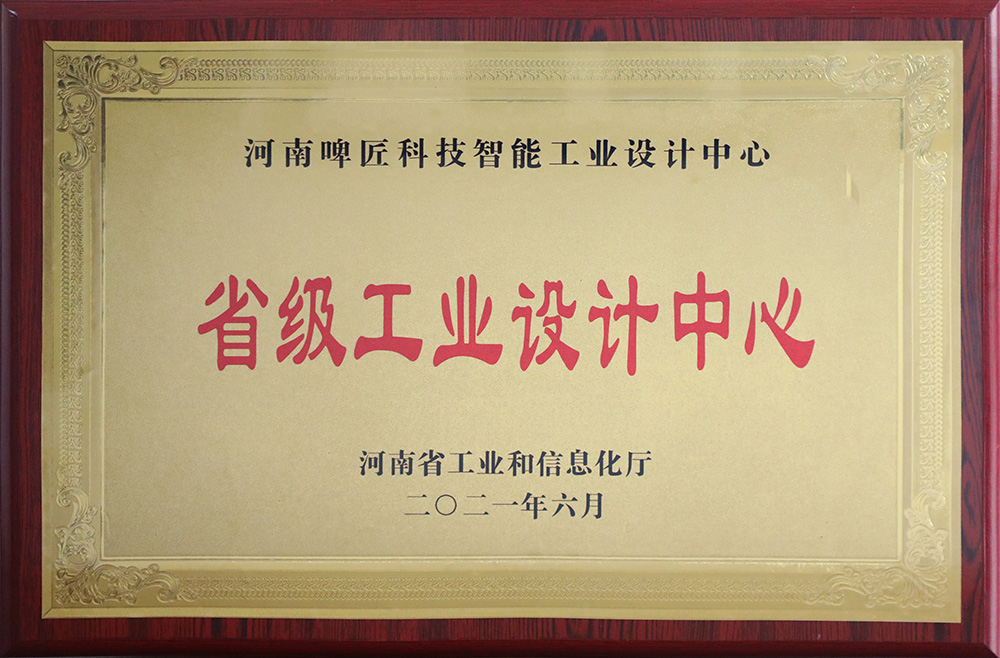 河南啤匠科技智能工业设计中心
省级工业设计中心
河南省工业和信息化厅
二〇二一年六月